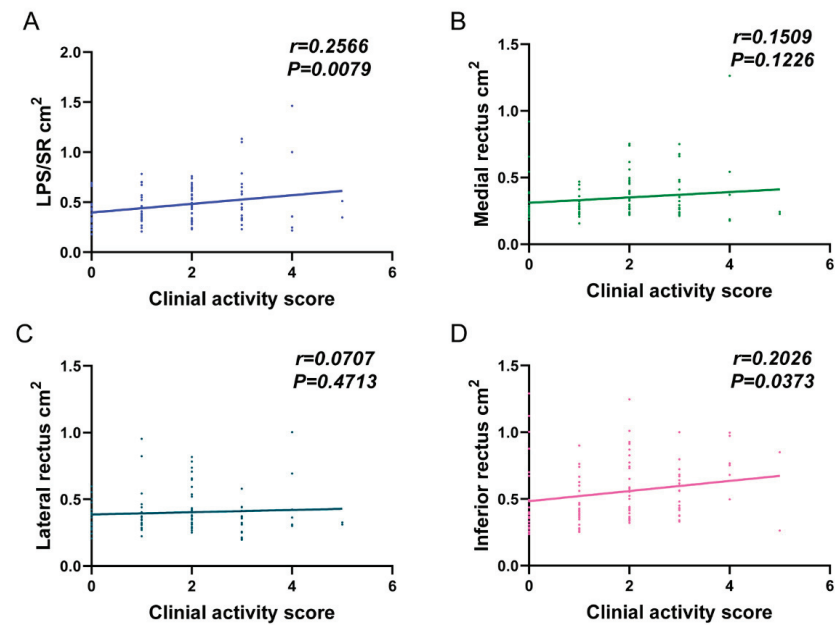 A
r=0.2566
P=0.0079
LPS/SR cm²
2.0
1.5
1.0
0.5
0.0
0 2 4 6
Clinial activity score
B
r=0.1509
P=0.1226
Medial rectus cm²
1.5
1.0
0.5
0.0
0 2 4 6
Clinial activity score
C
r=0.0707
P=0.4713
Lateral rectus cm²
1.5
1.0
0.5
0.0
0 2 4 6
Clinial activity score
D
r=0.2026
P=0.0373
Inferior rectus cm²
1.5
1.0
0.5
0.0
0 2 4 6
Clinial activity score